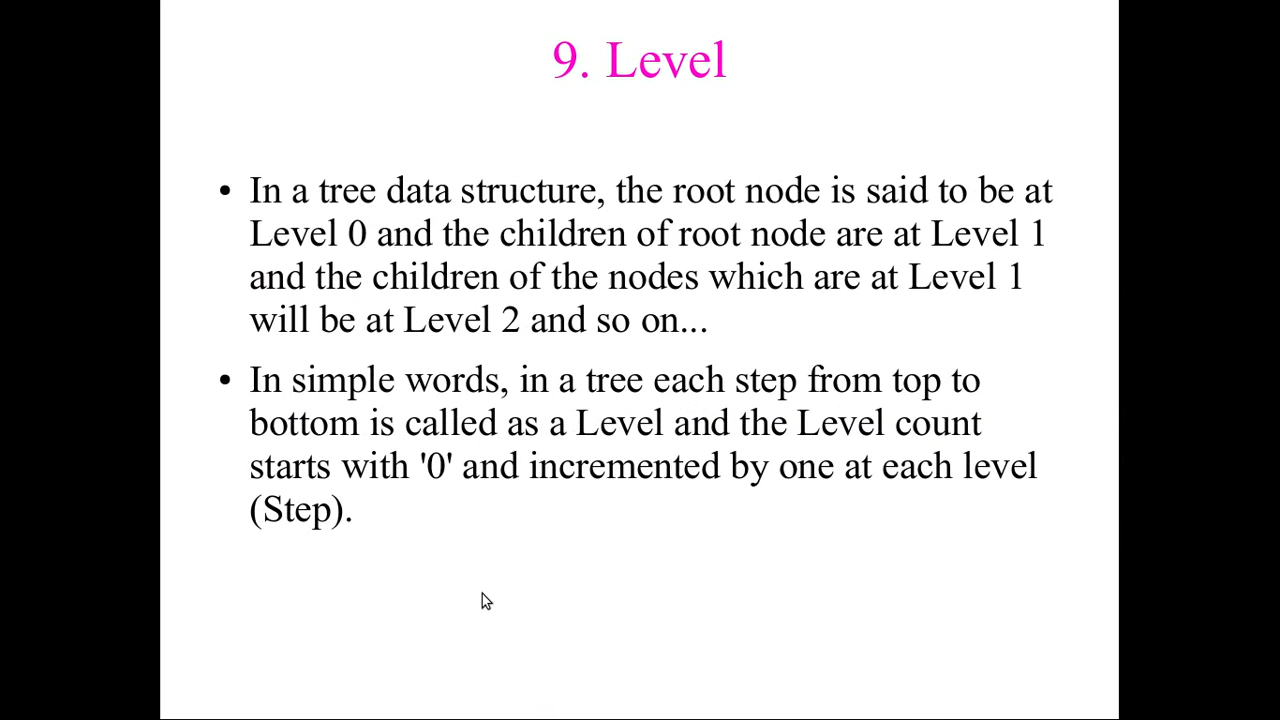 9. Level
• In a tree data structure, the root node is said to be at
Level 0 and the children of root node are at Level 1
and the children of the nodes which are at Level 1
will be at Level 2 and so on...
• In simple words, in a tree each step from top to
bottom is called as a Level and the Level count
starts with '0' and incremented by one at each level
(Step).